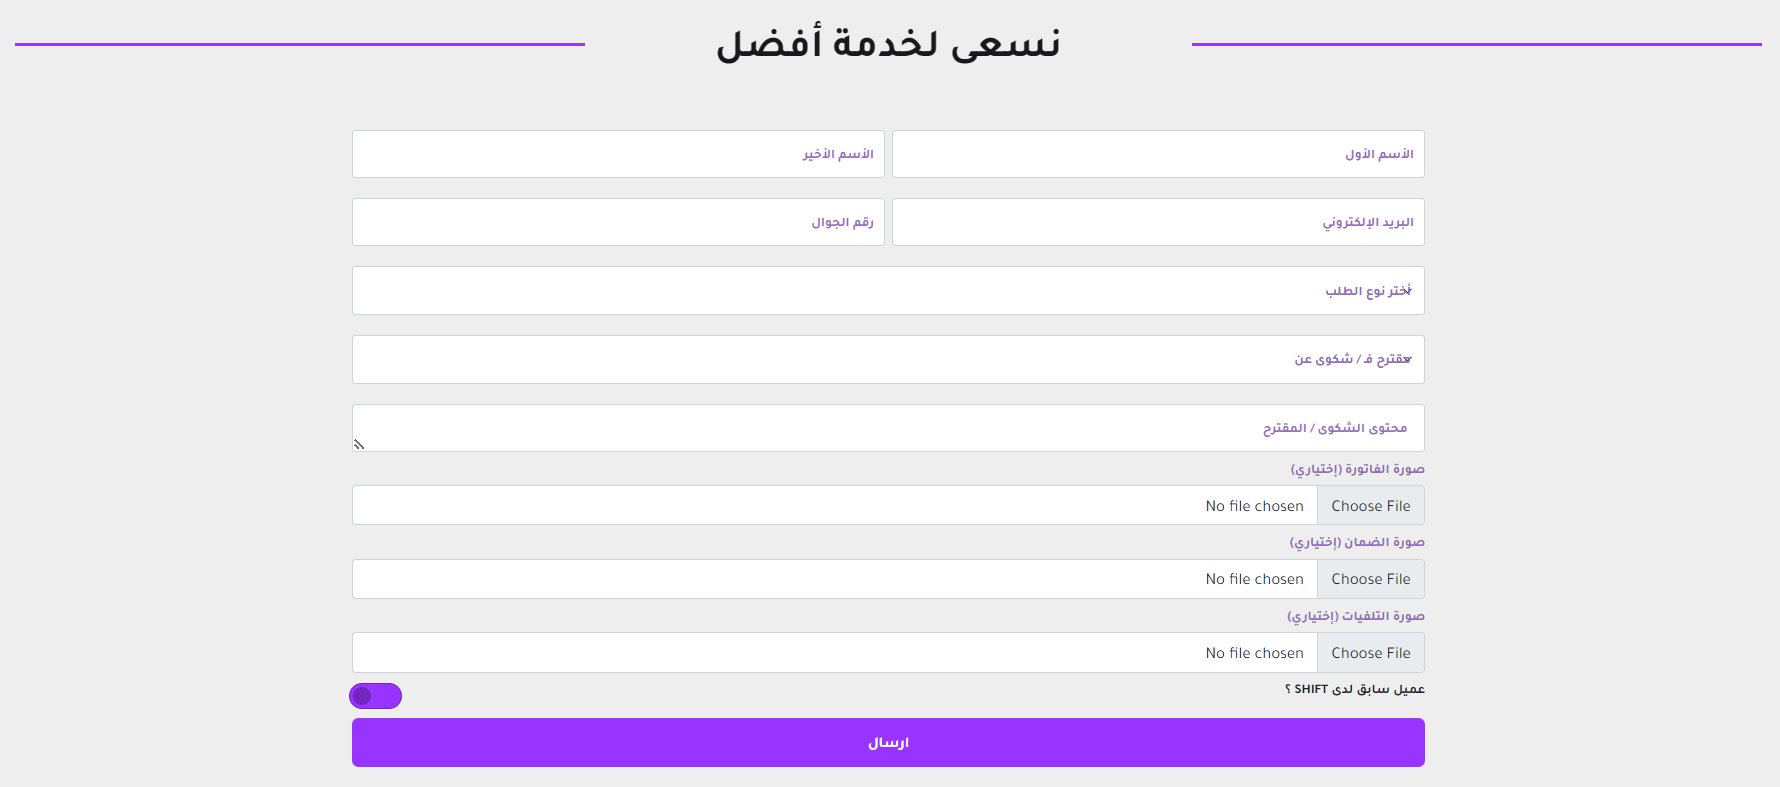 نسعى لخدمة أفضل
الأسم الأول
الأسم الأخير
البريد الإلكتروني
رقم الجوال
أختر نوع الطلب
مقترح فـ / شكوى عن
محتوى الشكوى / المقترح
صورة الفاتورة (إختياري)
Choose File No file chosen
صورة الضمان (إختياري)
Choose File No file chosen
صورة التلفيات (إختياري)
Choose File No file chosen
عميل سابق لدى SHIFT ؟
ارسال